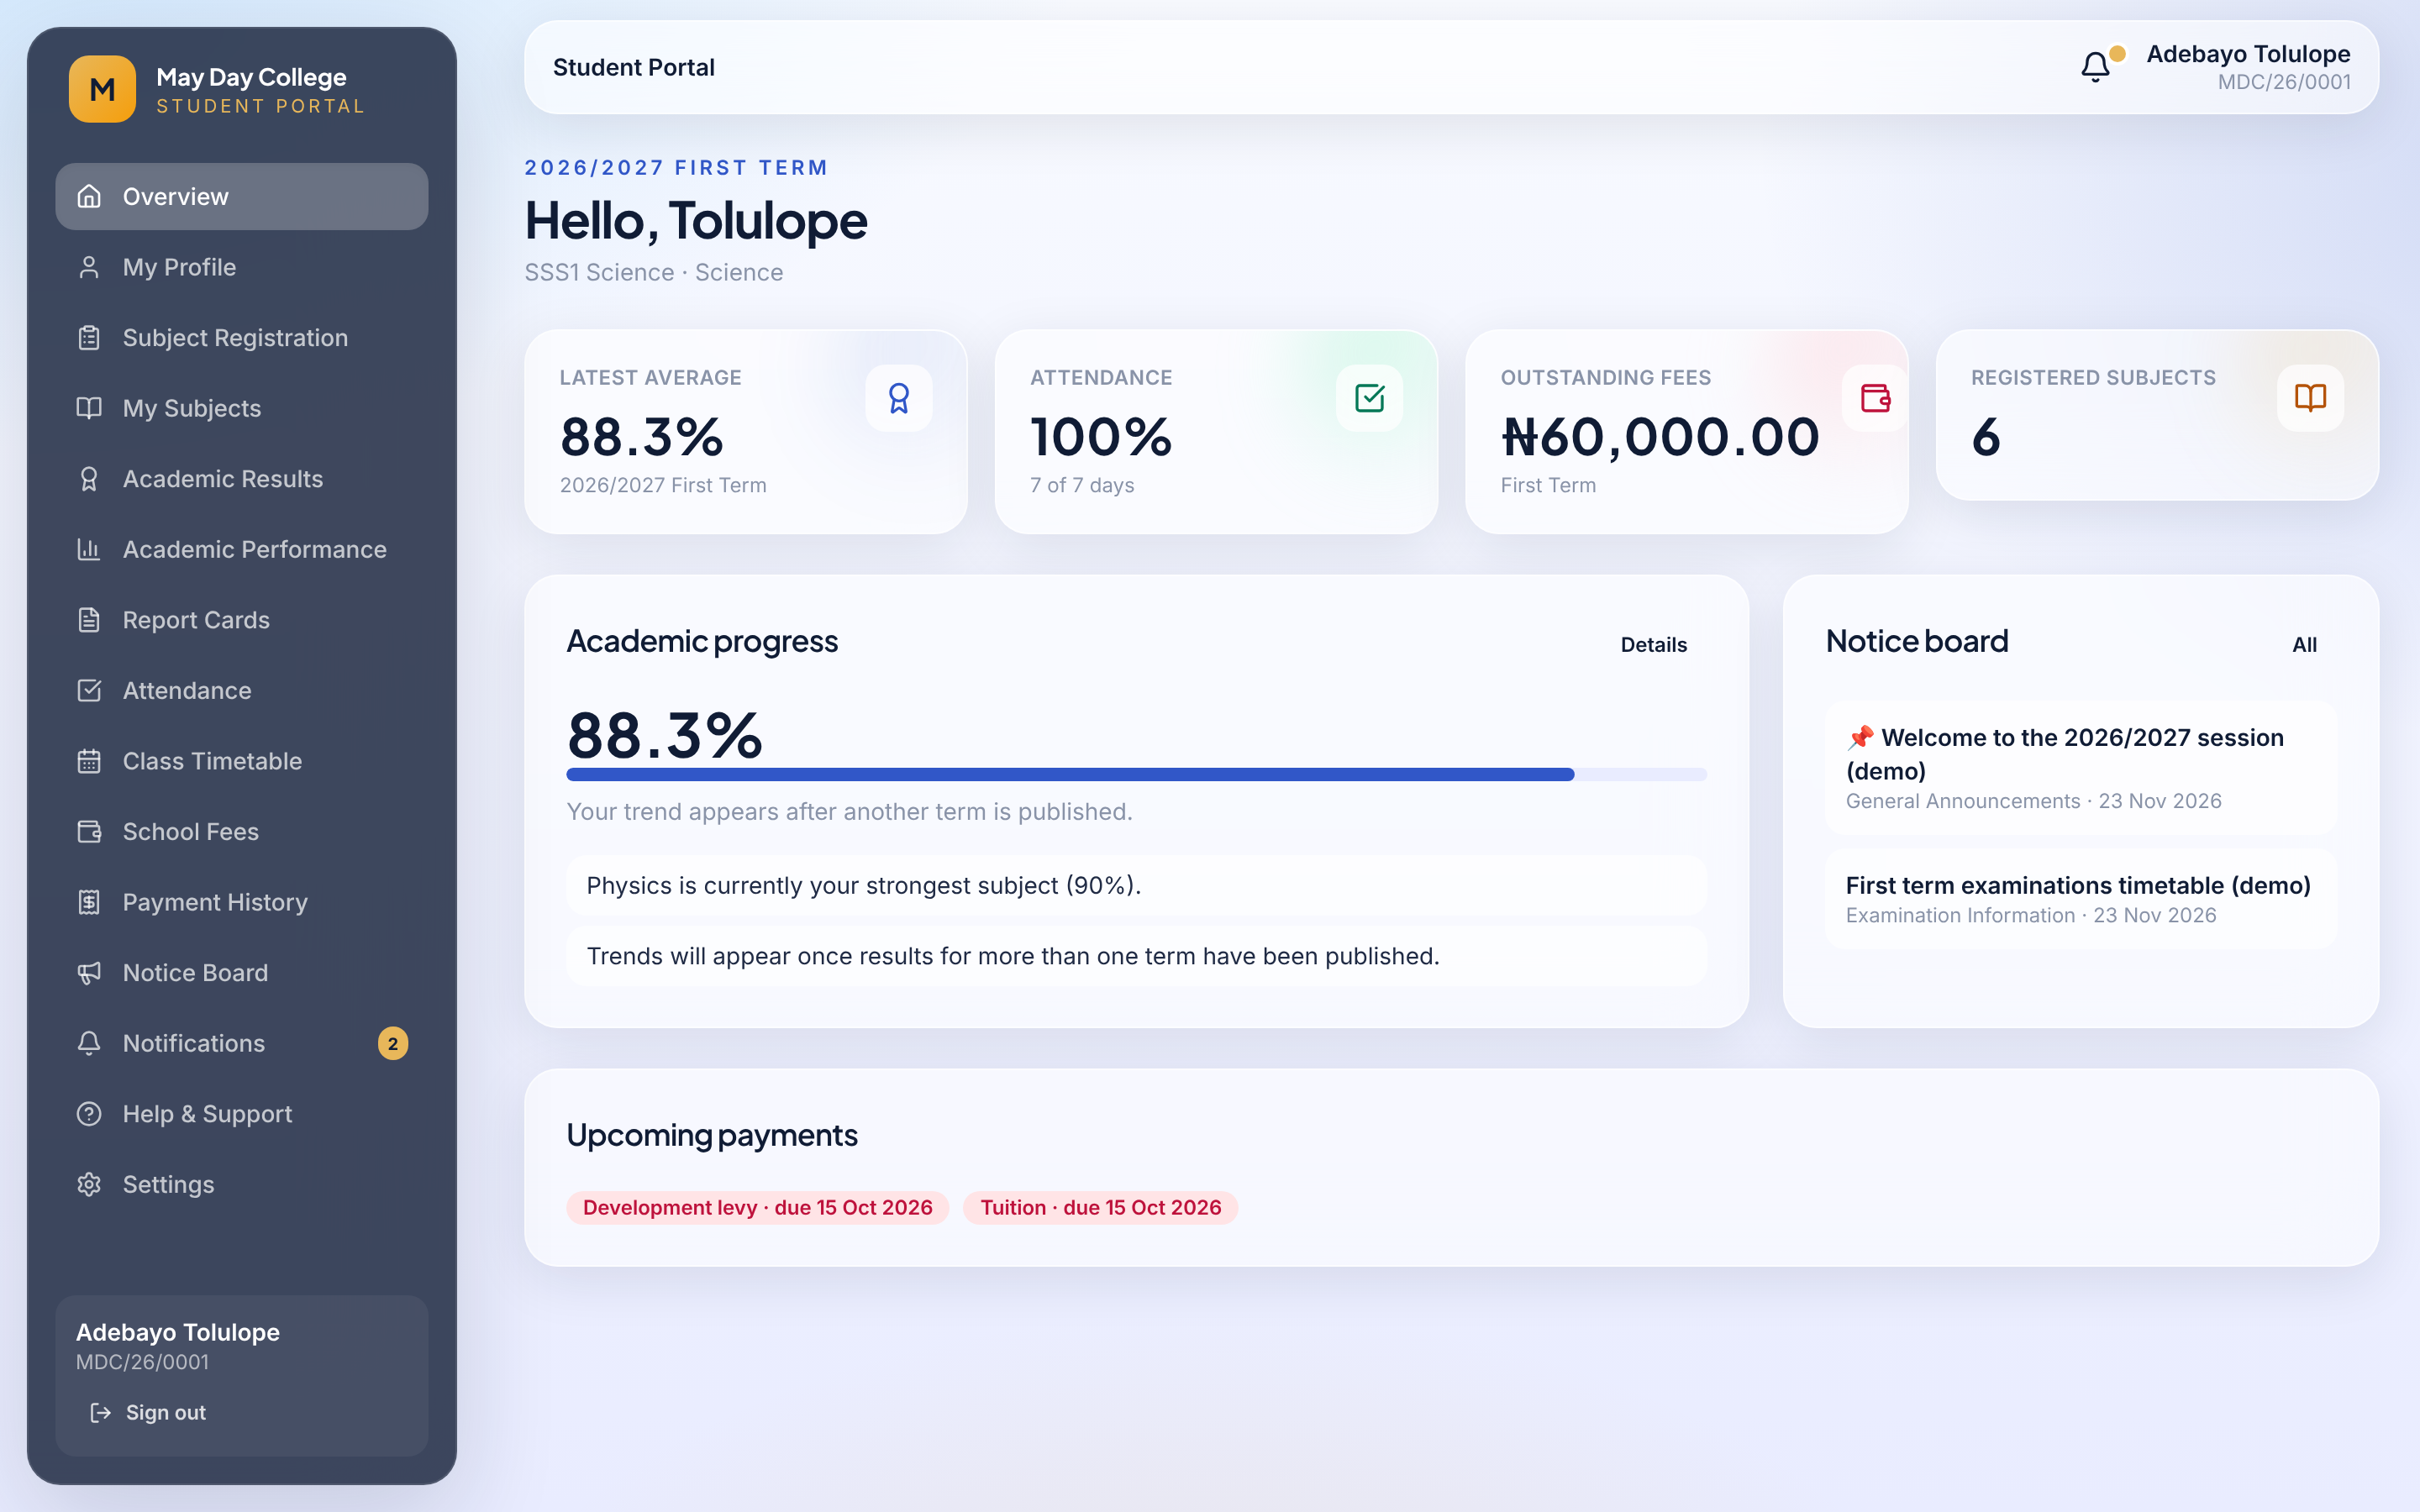 M
May Day College
STUDENT PORTAL
Overview
My Profile
Subject Registration
My Subjects
Academic Results
Academic Performance
Report Cards
Attendance
Class Timetable
School Fees
Payment History
Notice Board
Notifications 2
Help & Support
Settings
Adebayo Tolulope
MDC/26/0001
Sign out
Student Portal
Adebayo Tolulope
MDC/26/0001
2026/2027 FIRST TERM
Hello, Tolulope
SSS1 Science · Science
LATEST AVERAGE
88.3%
2026/2027 First Term
ATTENDANCE
100%
7 of 7 days
OUTSTANDING FEES
₦60,000.00
First Term
REGISTERED SUBJECTS
6
Academic progress
Details
88.3%
Your trend appears after another term is published.
Physics is currently your strongest subject (90%).
Trends will appear once results for more than one term have been published.
Notice board
All
📌 Welcome to the 2026/2027 session
(demo)
General Announcements · 23 Nov 2026
First term examinations timetable (demo)
Examination Information · 23 Nov 2026
Upcoming payments
Development levy · due 15 Oct 2026
Tuition · due 15 Oct 2026